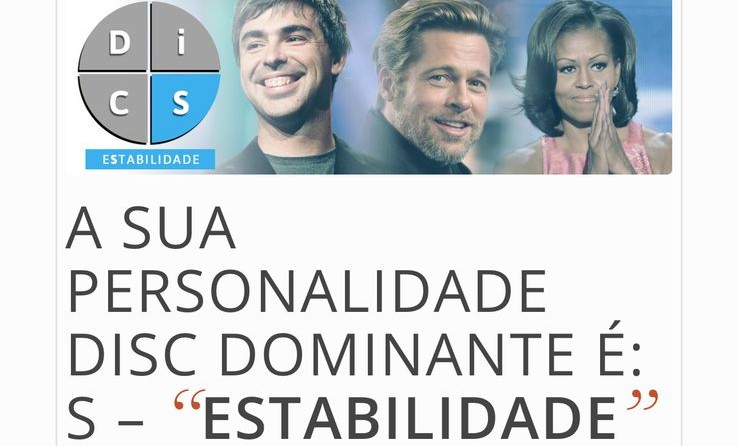 D i
C S
ESTABILIDADE
A SUA
PERSONALIDADE
DISC DOMINANTE É:
S – “ESTABILIDADE”